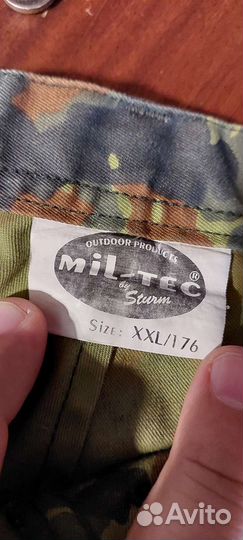 OUTDOOR PRODUCTS
MiL-TEC®
by Sturm
SIZE: XXL/176
Avito